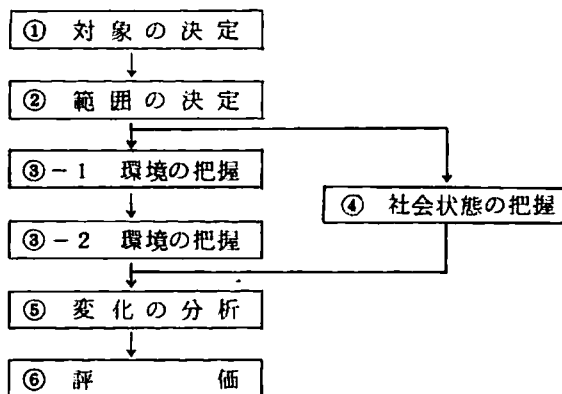 ① 対象の決定
② 範囲の決定
③-1 環境の把握
④ 社会状態の把握
③-2 環境の把握
⑤ 変化の分析
⑥ 評価